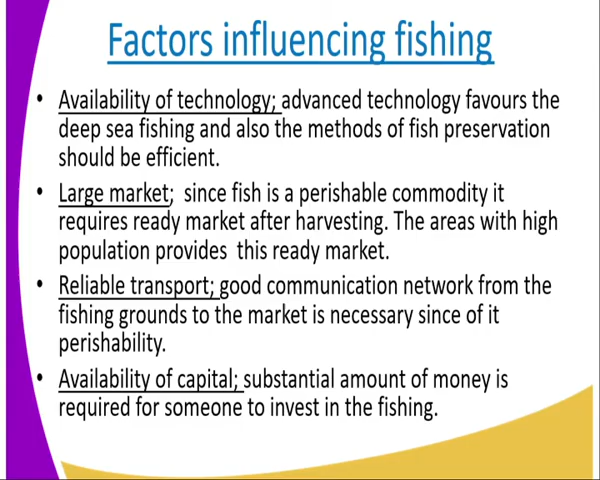 Factors influencing fishing
• Availability of technology; advanced technology favours the
deep sea fishing and also the methods of fish preservation
should be efficient.
• Large market; since fish is a perishable commodity it
requires ready market after harvesting. The areas with high
population provides this ready market.
• Reliable transport; good communication network from the
fishing grounds to the market is necessary since of it
perishability.
• Availability of capital; substantial amount of money is
required for someone to invest in the fishing.